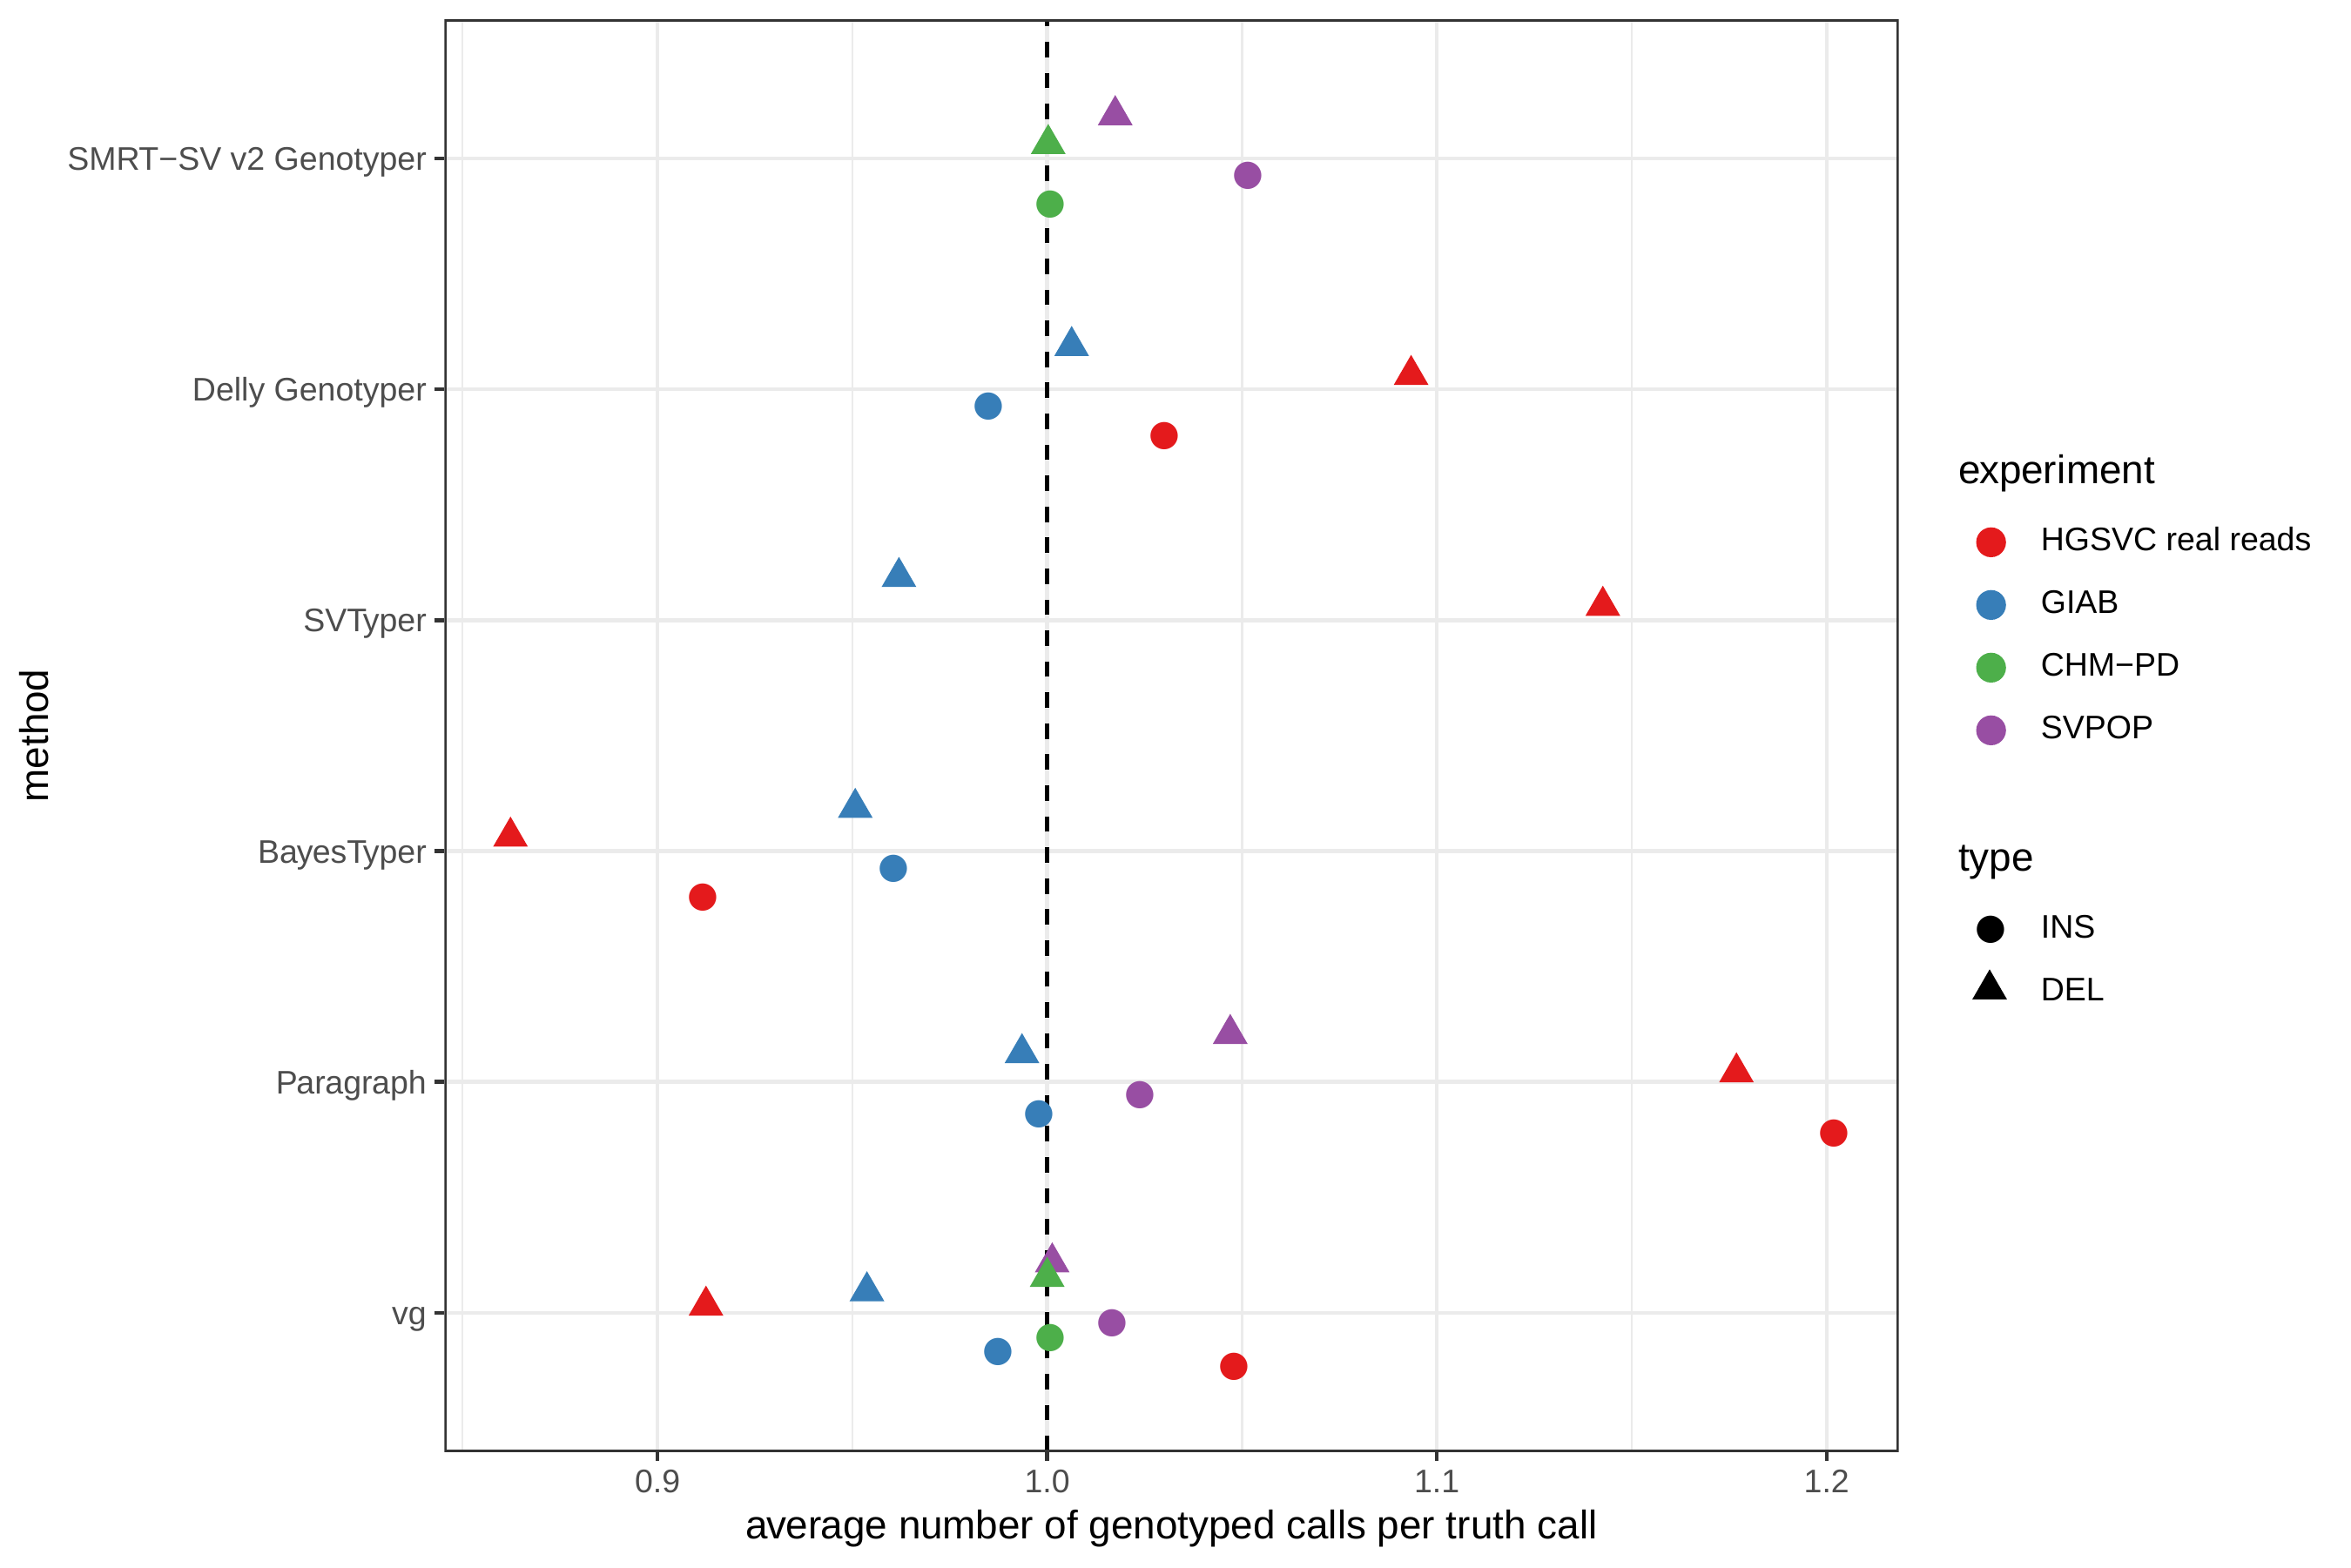 method
SMRT−SV v2 Genotyper
Delly Genotyper
SVTyper
BayesTyper
Paragraph
vg
0.9 1.0 1.1 1.2
average number of genotyped calls per truth call
experiment
HGSVC real reads
GIAB
CHM−PD
SVPOP
type
INS
DEL